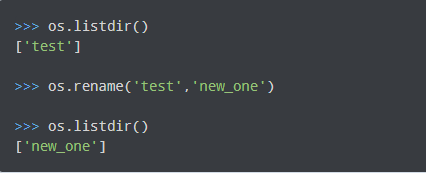 >>> os.listdir()
['test']
>>> os.rename('test','new_one')
>>> os.listdir()
['new_one']